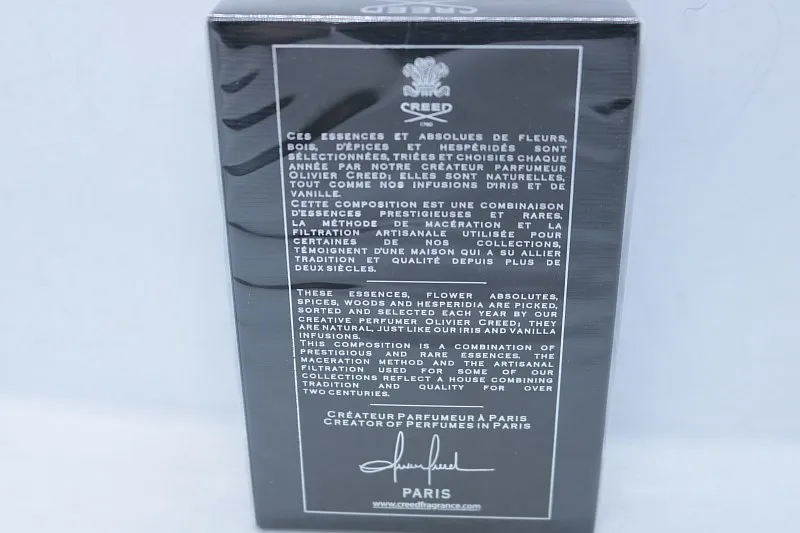 CREED
CREED
1760
CES ESSENCES ET ABSOLUES DE FLEURS,
BOIS, D'ÉPICES ET HESPÉRIDÉS SONT
SÉLECTIONNÉES, TRIÉES ET CHOISIES CHAQUE
ANNÉE PAR NOTRE CRÉATEUR PARFUMEUR
OLIVIER CREED; ELLES SONT NATURELLES,
TOUT COMME NOS INFUSIONS D'IRIS ET DE
VANILLE.
CETTE COMPOSITION EST UNE COMBINAISON
D'ESSENCES PRESTIGIEUSES ET RARES.
LA MÉTHODE DE MACÉRATION ET LA
FILTRATION ARTISANALE UTILISÉE POUR
CERTAINES DE NOS COLLECTIONS,
TÉMOIGNENT D'UNE MAISON QUI A SU ALLIER
TRADITION ET QUALITÉ DEPUIS PLUS DE
DEUX SIÈCLES.
THESE ESSENCES, FLOWER ABSOLUTES,
SPICES, WOODS AND HESPERIDIA ARE PICKED,
SORTED AND SELECTED EACH YEAR BY OUR
CREATIVE PERFUMER OLIVIER CREED; THEY
ARE NATURAL, JUST LIKE OUR IRIS AND VANILLA
INFUSIONS.
THIS COMPOSITION IS A COMBINATION OF
PRESTIGIOUS AND RARE ESSENCES. THE
MACERATION METHOD AND THE ARTISANAL
FILTRATION USED FOR SOME OF OUR
COLLECTIONS REFLECT A HOUSE COMBINING
TRADITION AND QUALITY FOR OVER
TWO CENTURIES.
CRÉATEUR PARFUMEUR À PARIS
CREATOR OF PERFUMES IN PARIS
Olivier Creed
PARIS
www.creedfragrance.com